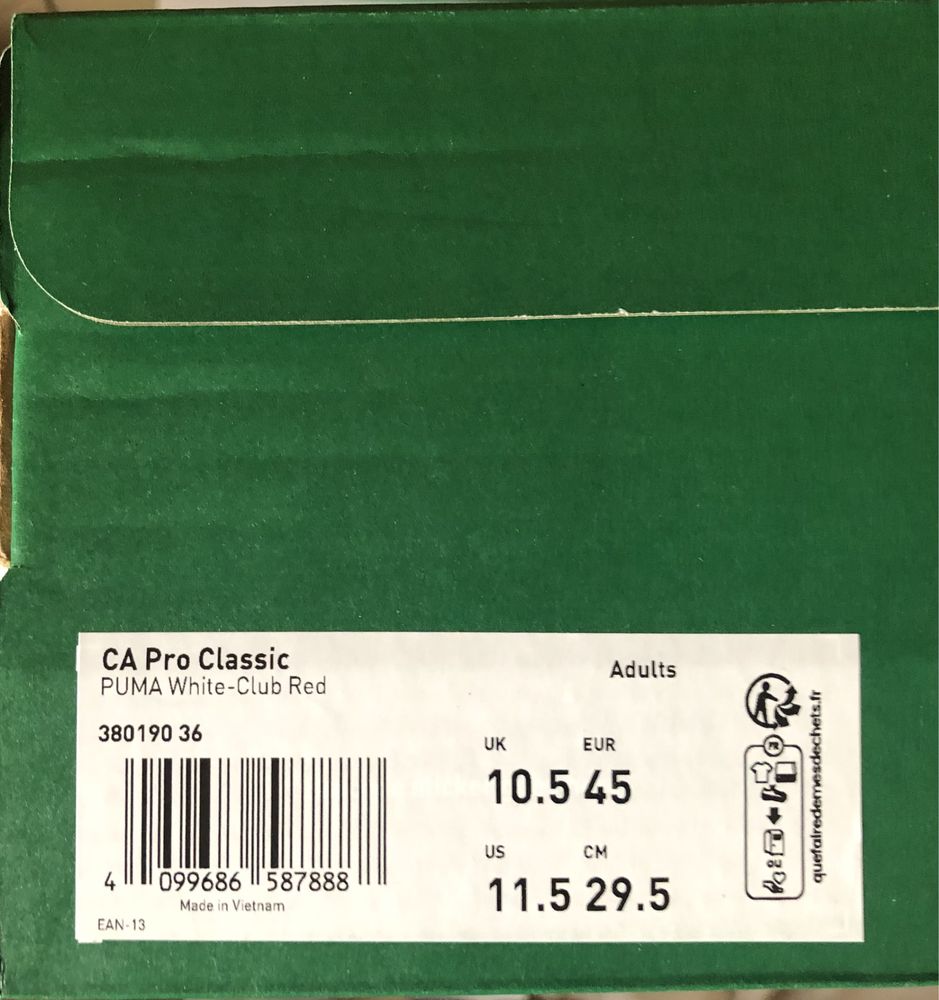 CA Pro Classic
PUMA White-Club Red
Adults
380190 36
UK EUR
10.5 45
US CM
11.5 29.5
4 099686 587888
Made in Vietnam
EAN-13
FR
quefairedemesdechets.fr